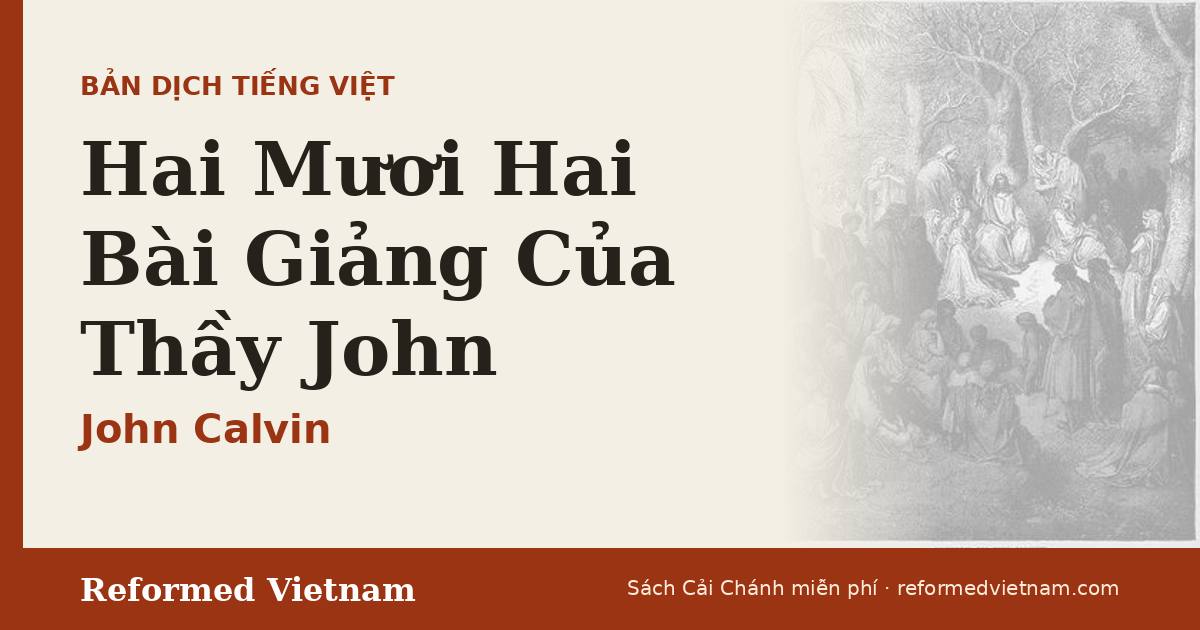 BẢN DỊCH TIẾNG VIỆT
Hai Mươi Hai
Bài Giảng Của
Thầy John
John Calvin
Reformed Vietnam
Sách Cải Chánh miễn phí · reformedvietnam.com